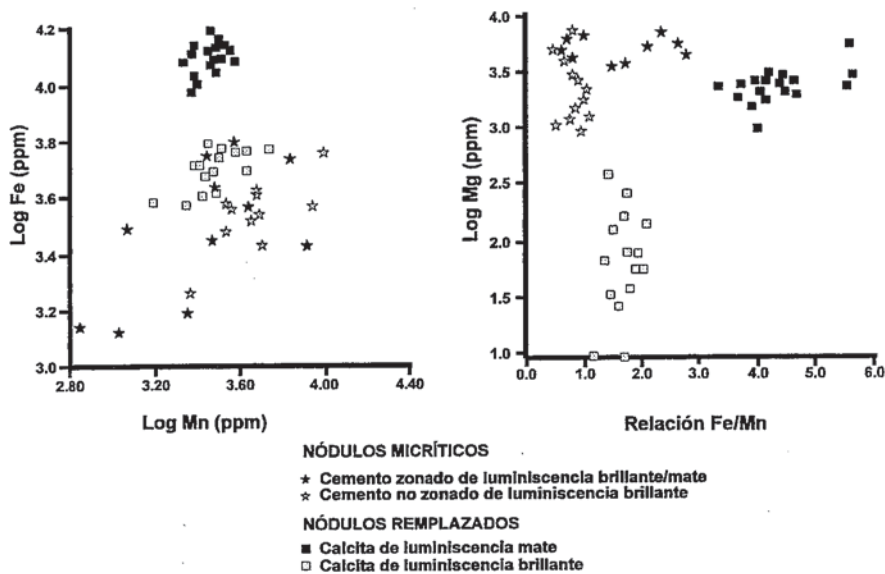 4.2
4.0
3.8
3.6
3.4
3.2
3.0
Log Fe (ppm)
2.80 3.20 3.60 4.00 4.40
Log Mn (ppm)
4.0
3.5
3.0
2.5
2.0
1.5
1.0
Log Mg (ppm)
0.0 1.0 2.0 3.0 4.0 5.0 6.0
Relación Fe/Mn
NÓDULOS MICRÍTICOS
Cemento zonado de luminiscencia brillante/mate
Cemento no zonado de luminiscencia brillante
NÓDULOS REMPLAZADOS
Calcita de luminiscencia mate
Calcita de luminiscencia brillante